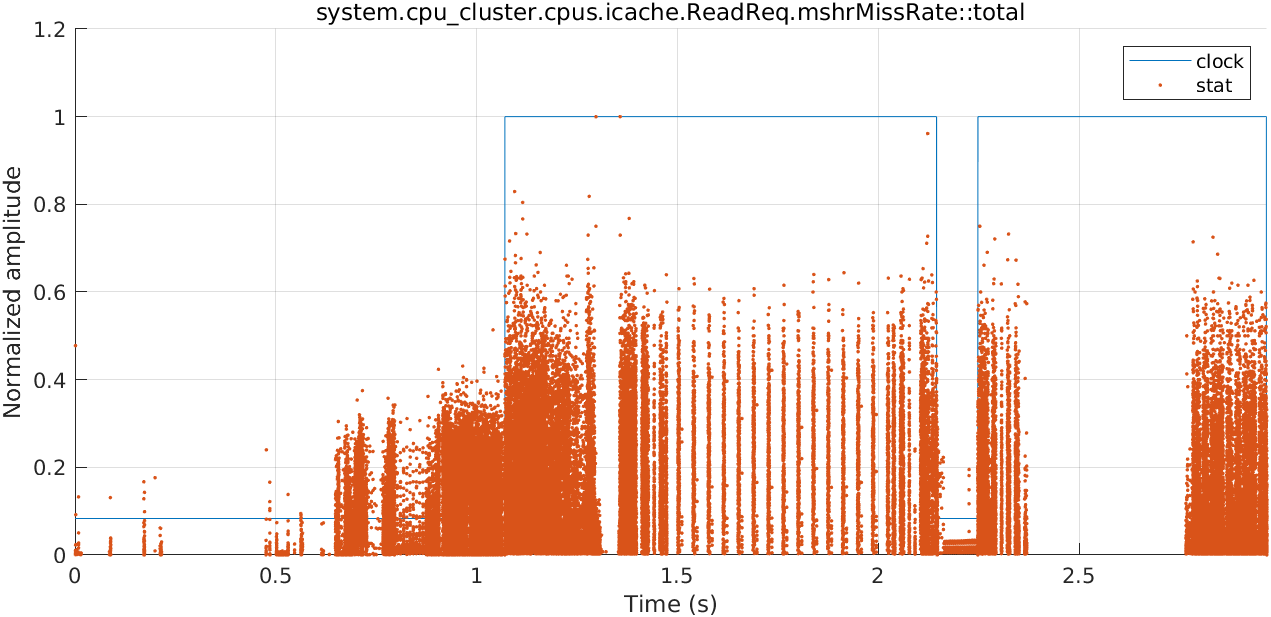 system.cpu_cluster.cpus.icache.ReadReq.mshrMissRate::total
clock
stat
Normalized amplitude
1.2
1
0.8
0.6
0.4
0.2
0
0 0.5 1 1.5 2 2.5
Time (s)